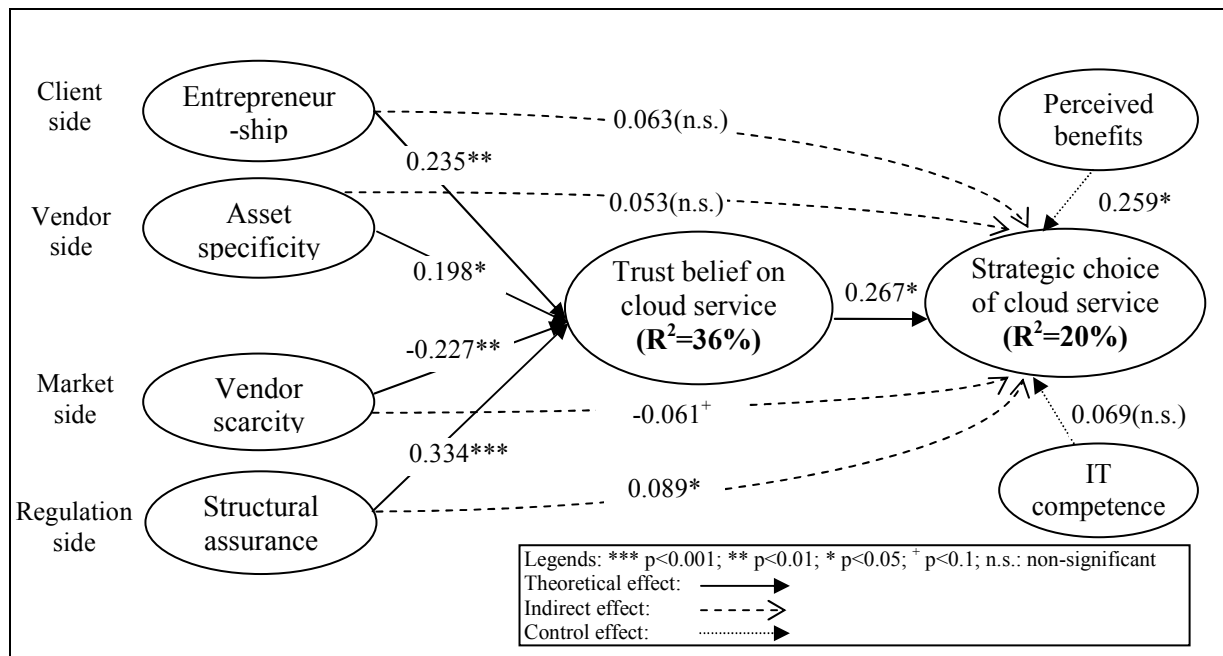 Client
side
Entrepreneur
-ship
0.063(n.s.)
Perceived
benefits
0.235**
Vendor
side
Asset
specificity
0.053(n.s.)
0.259*
0.198*
Trust belief on
cloud service
(R²=36%)
0.267*
Strategic choice
of cloud service
(R²=20%)
-0.227**
Market
side
Vendor
scarcity
-0.061⁺
0.069(n.s.)
0.334***
Regulation
side
Structural
assurance
0.089*
IT
competence
Legends: *** p<0.001; ** p<0.01; * p<0.05; ⁺ p<0.1; n.s.: non-significant
Theoretical effect:
Indirect effect:
Control effect: